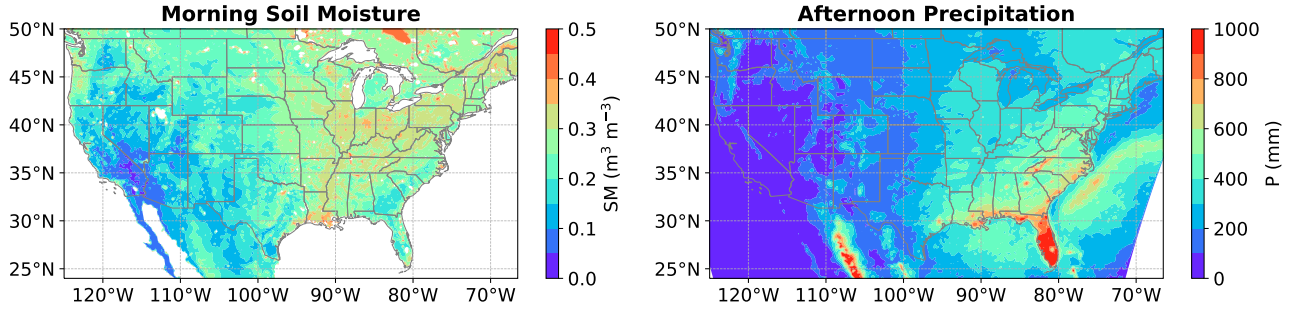 Morning Soil Moisture
50°N
45°N
40°N
35°N
30°N
25°N
120°W 110°W 100°W 90°W 80°W 70°W
0.5
0.4
0.3
0.2
0.1
0.0
SM (m³ m⁻³)
Afternoon Precipitation
50°N
45°N
40°N
35°N
30°N
25°N
120°W 110°W 100°W 90°W 80°W 70°W
1000
800
600
400
200
0
P (mm)